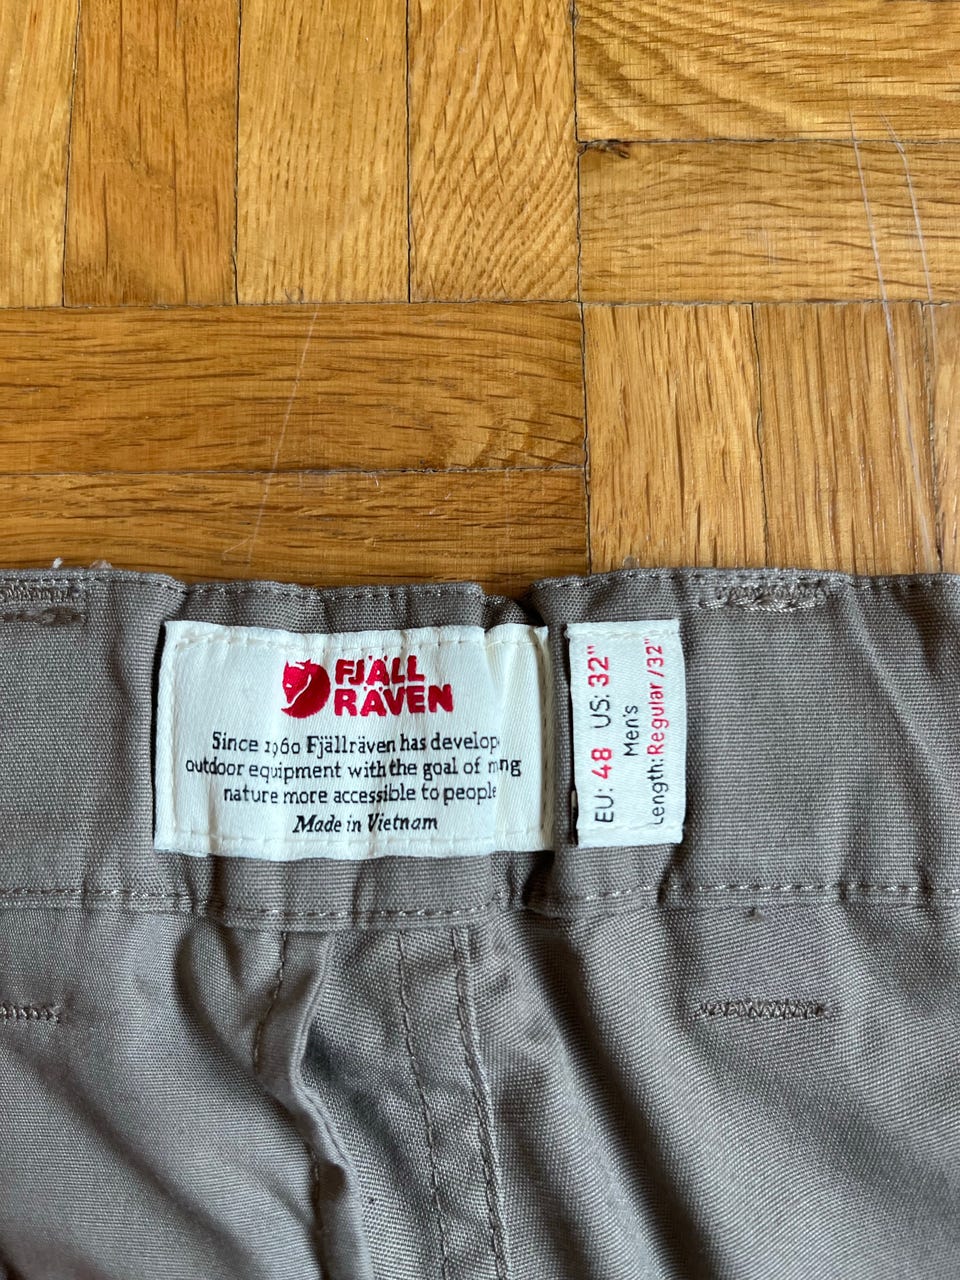 FJÄLL
RÄVEN
Since 1960 Fjällräven has develop
outdoor equipment with the goal of
nature more accessible to people
Made in Vietnam
EU: 48 US: 32"
Men's
Length: Regular /32"